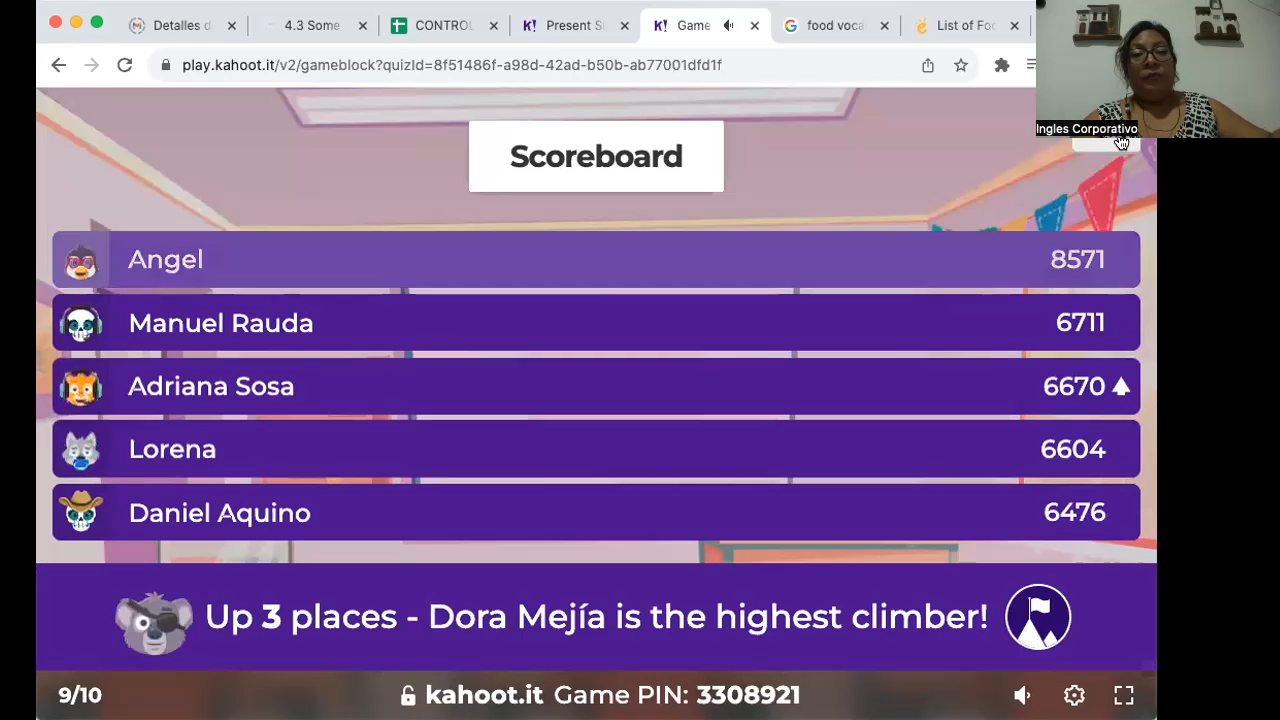 Detalles d
4.3 Some
CONTROL
K! Present Si
K! Game
food voca
List of Foo
play.kahoot.it/v2/gameblock?quizId=8f51486f-a98d-42ad-b50b-ab77001dfd1f
Ingles Corporativo
Scoreboard
Angel 8571
Manuel Rauda 6711
Adriana Sosa 6670
Lorena 6604
Daniel Aquino 6476
Up 3 places - Dora Mejía is the highest climber!
9/10
kahoot.it Game PIN: 3308921